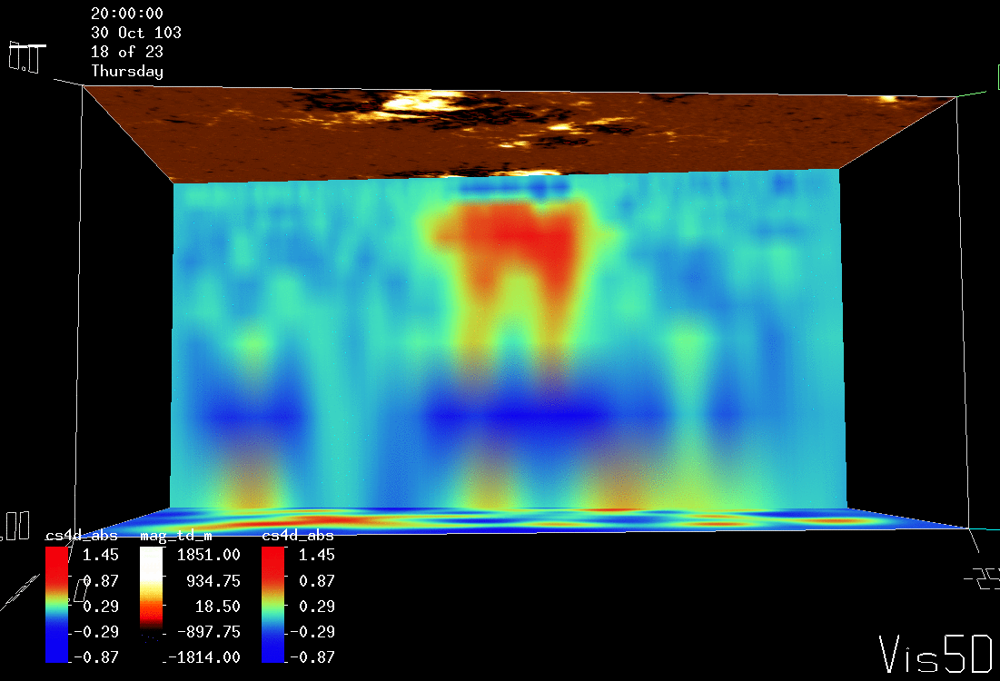 20:00:00
30 Oct 103
18 of 23
Thursday
cs4d_abs mag_td_m cs4d_abs
1.45 1851.00 1.45
0.87 934.75 0.87
0.29 18.50 0.29
-0.29 -897.75 -0.29
-0.87 -1814.00 -0.87
Vis5D